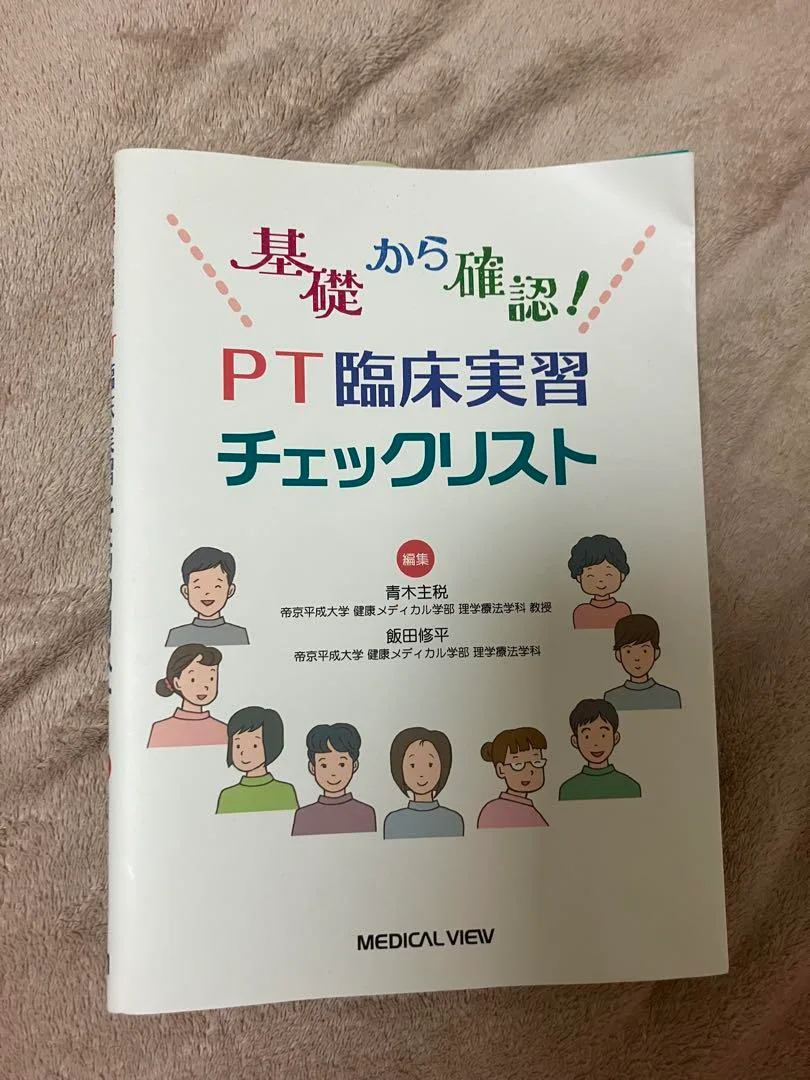 基礎から確認!
PT臨床実習
チェックリスト
編集
青木主税
帝京平成大学 健康メディカル学部 理学療法学科 教授
飯田修平
帝京平成大学 健康メディカル学部 理学療法学科
MEDICAL VIEW